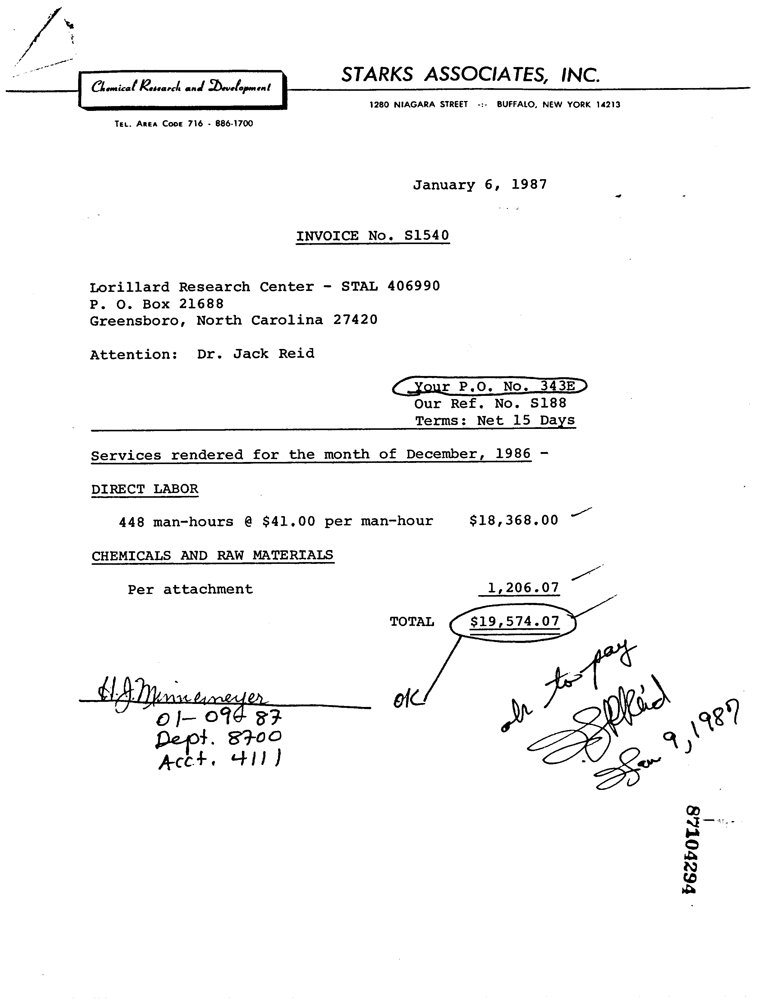 Chemical Research and Development
STARKS ASSOCIATES, INC.
1280 NIAGARA STREET -:- BUFFALO, NEW YORK 14213
TEL. AREA CODE 716 - 886-1700
January 6, 1987
INVOICE No. S1540
Lorillard Research Center - STAL 406990
P. O. Box 21688
Greensboro, North Carolina 27420
Attention: Dr. Jack Reid
Your P.O. No. 343E
Our Ref. No. S188
Terms: Net 15 Days
Services rendered for the month of December, 1986 -
DIRECT LABOR
448 man-hours @ $41.00 per man-hour $18,368.00
CHEMICALS AND RAW MATERIALS
Per attachment 1,206.07
TOTAL $19,574.07
H.J. Minnemeyer
01-09 87
Dept. 8700
Acct. 4111
OK
ok to pay
Reid
Jan 9, 1987
87104294